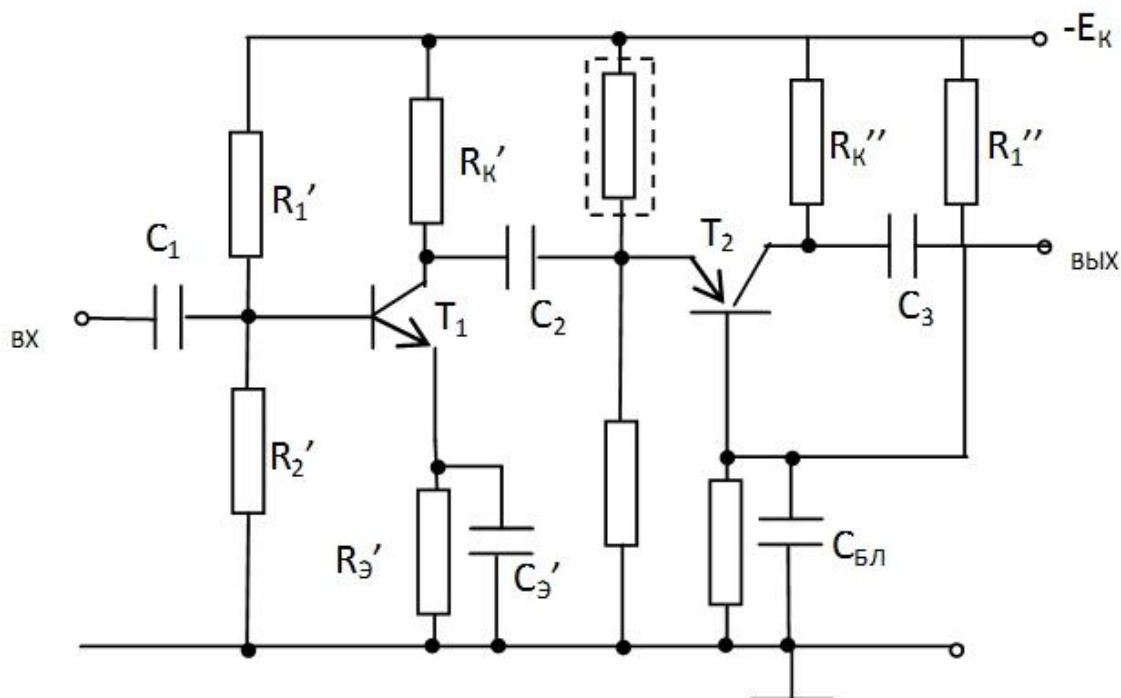 -Eк
Rк'
Rк''
R₁''
R₁'
C₁
T₁
C₂
T₂
C₃
вх
вых
R₂'
Rэ'
Cэ'
CБЛ